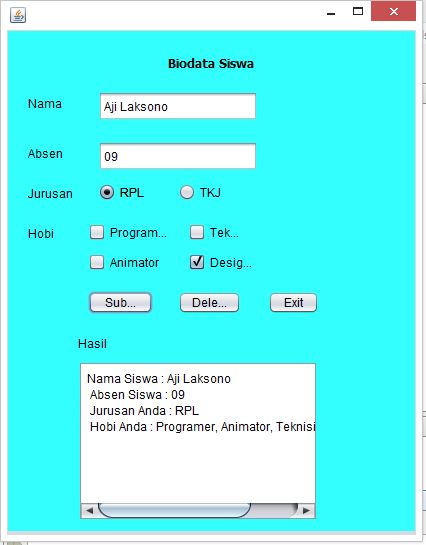 Biodata Siswa
Nama
Aji Laksono
Absen
09
Jurusan RPL TKJ
Hobi Program... Tek...
Animator Desig...
Sub... Dele... Exit
Hasil
Nama Siswa : Aji Laksono
Absen Siswa : 09
Jurusan Anda : RPL
Hobi Anda : Programer, Animator, Teknisi